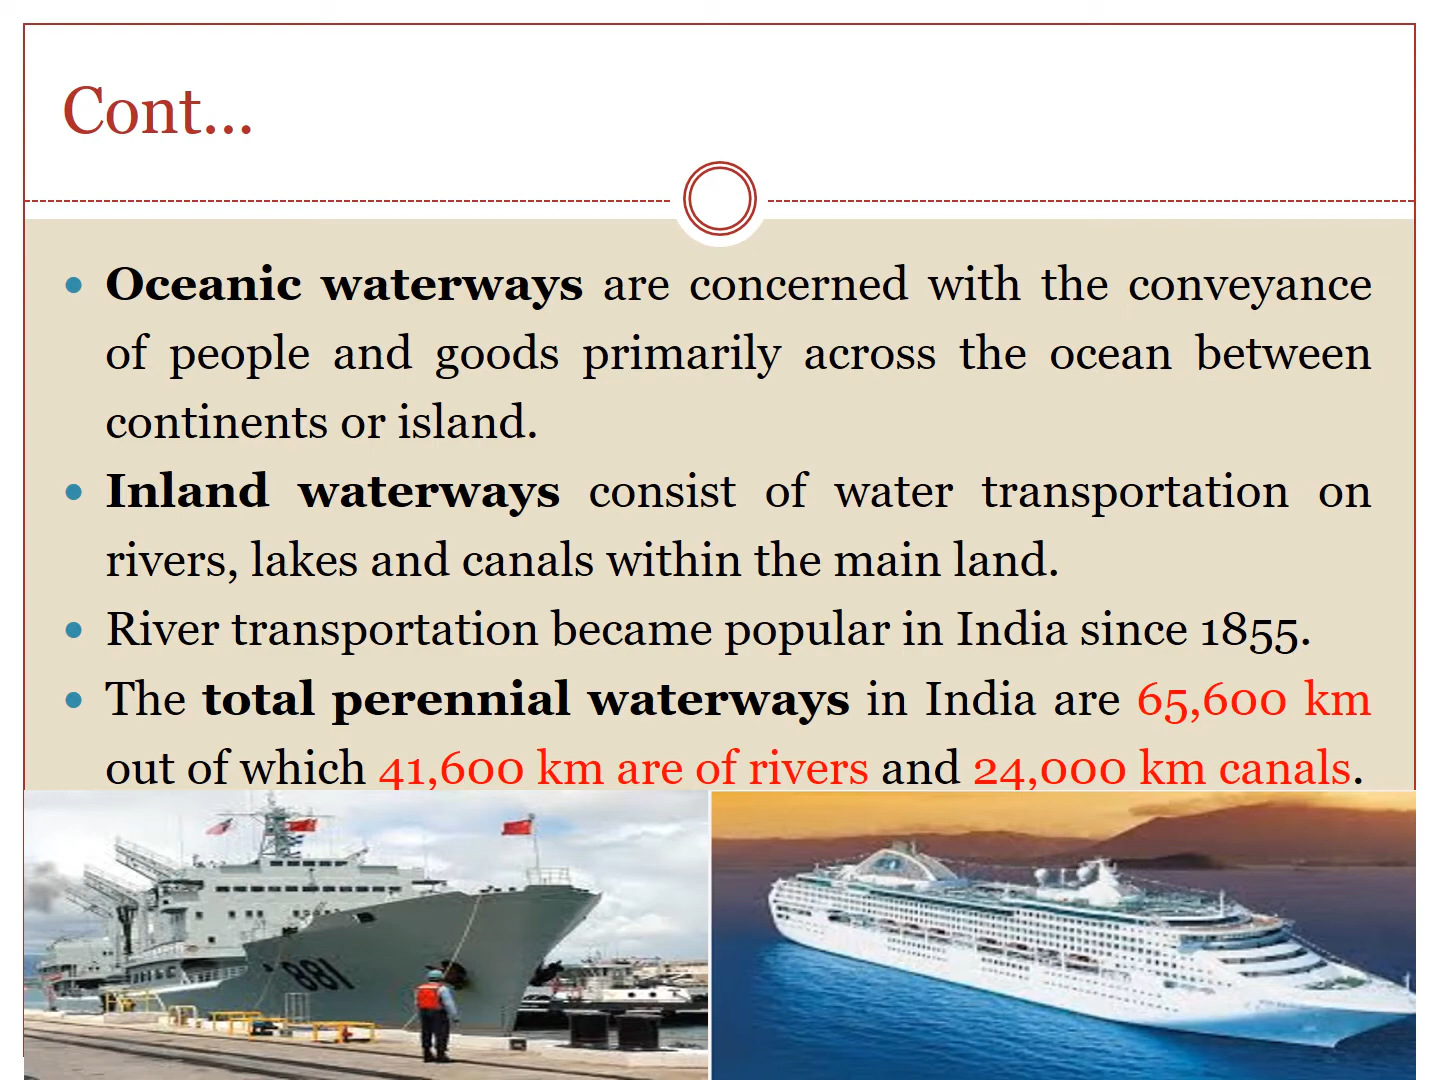 Cont...
• Oceanic waterways are concerned with the conveyance
of people and goods primarily across the ocean between
continents or island.
• Inland waterways consist of water transportation on
rivers, lakes and canals within the main land.
• River transportation became popular in India since 1855.
• The total perennial waterways in India are 65,600 km
out of which 41,600 km are of rivers and 24,000 km canals.
881